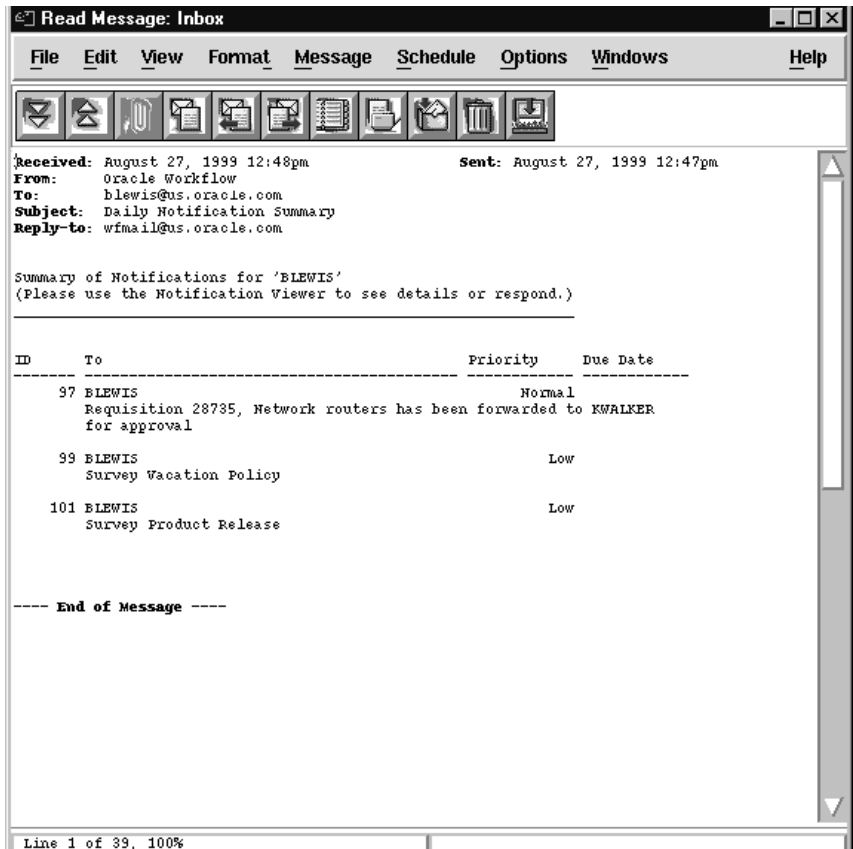 Read Message: Inbox
File Edit View Format Message Schedule Options Windows Help
Received: August 27, 1999 12:48pm Sent: August 27, 1999 12:47pm
From: Oracle Workflow
To: blewis@us.oracle.com
Subject: Daily Notification Summary
Reply-to: wfmail@us.oracle.com
Summary of Notifications for 'BLEWIS'
(Please use the Notification Viewer to see details or respond.)
ID To Priority Due Date
97 BLEWIS Normal
Requisition 28735, Network routers has been forwarded to KWALKER
for approval
99 BLEWIS Low
Survey Vacation Policy
101 BLEWIS Low
Survey Product Release
---- End of Message ----
Line 1 of 39, 100%